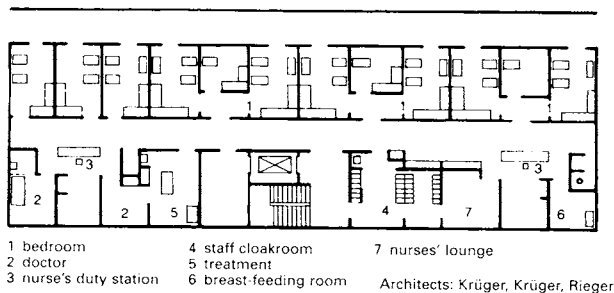 1 1
3 3
2 2 5 4 7 6
1 bedroom
2 doctor
3 nurse's duty station
4 staff cloakroom
5 treatment
6 breast-feeding room
7 nurses' lounge
Architects: Krüger, Krüger, Rieger